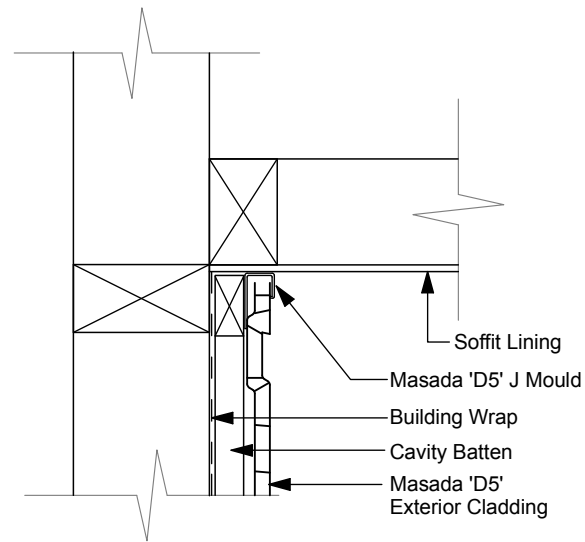 Soffit Lining
Masada 'D5' J Mould
Building Wrap
Cavity Batten
Masada 'D5'
Exterior Cladding